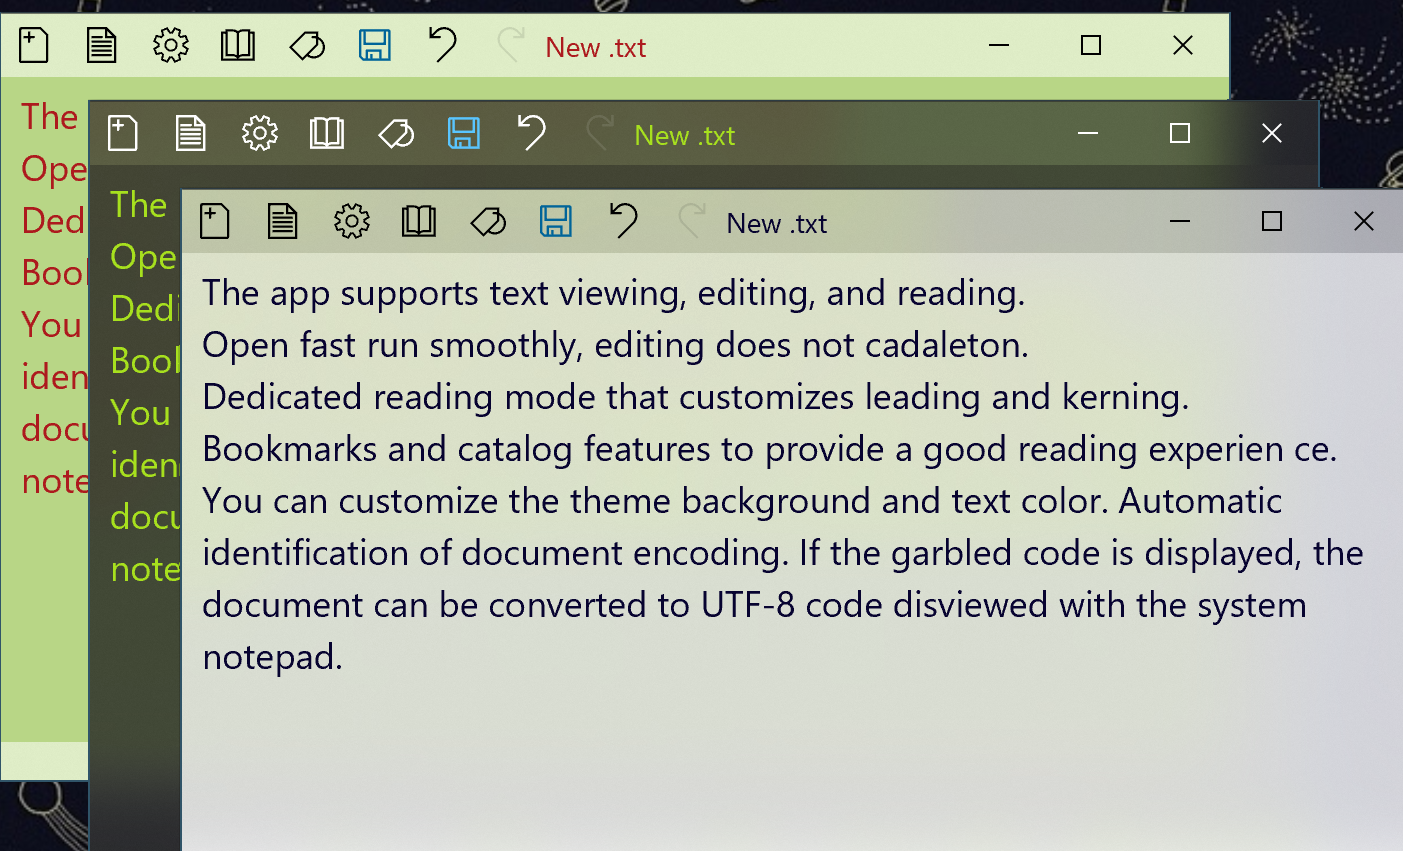 New .txt
The
Ope
Ded
Book
You
iden
docu
note
New .txt
The
Ope
Dedi
Book
You
iden
docu
note
New .txt
The app supports text viewing, editing, and reading.
Open fast run smoothly, editing does not cadaleton.
Dedicated reading mode that customizes leading and kerning.
Bookmarks and catalog features to provide a good reading experien ce.
You can customize the theme background and text color. Automatic
identification of document encoding. If the garbled code is displayed, the
document can be converted to UTF-8 code disviewed with the system
notepad.